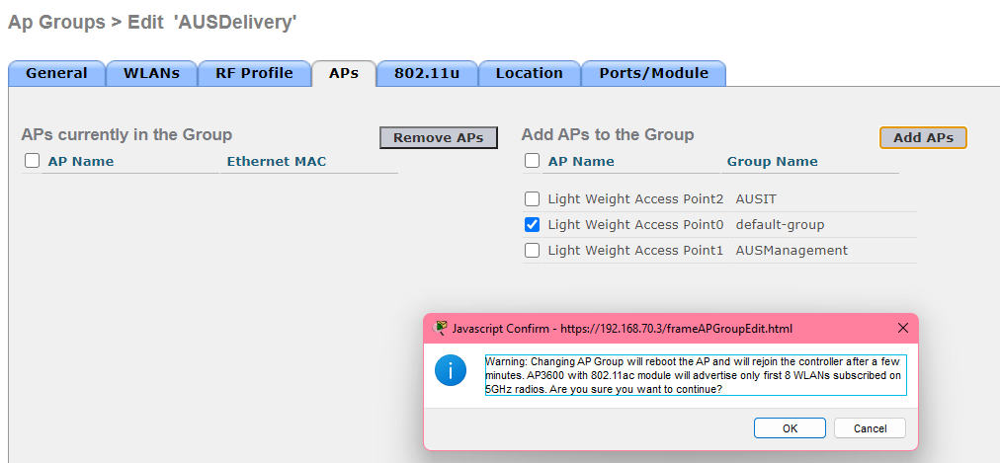 Ap Groups > Edit 'AUSDelivery'
General WLANs RF Profile APs 802.11u Location Ports/Module
APs currently in the Group Remove APs
AP Name Ethernet MAC
Add APs to the Group Add APs
AP Name Group Name
Light Weight Access Point2 AUSIT
Light Weight Access Point0 default-group
Light Weight Access Point1 AUSManagement
Javascript Confirm - https://192.168.70.3/frameAPGroupEdit.html
Warning: Changing AP Group will reboot the AP and will rejoin the controller after a few
minutes. AP3600 with 802.11ac module will advertise only first 8 WLANs subscribed on
5GHz radios. Are you sure you want to continue?
OK Cancel